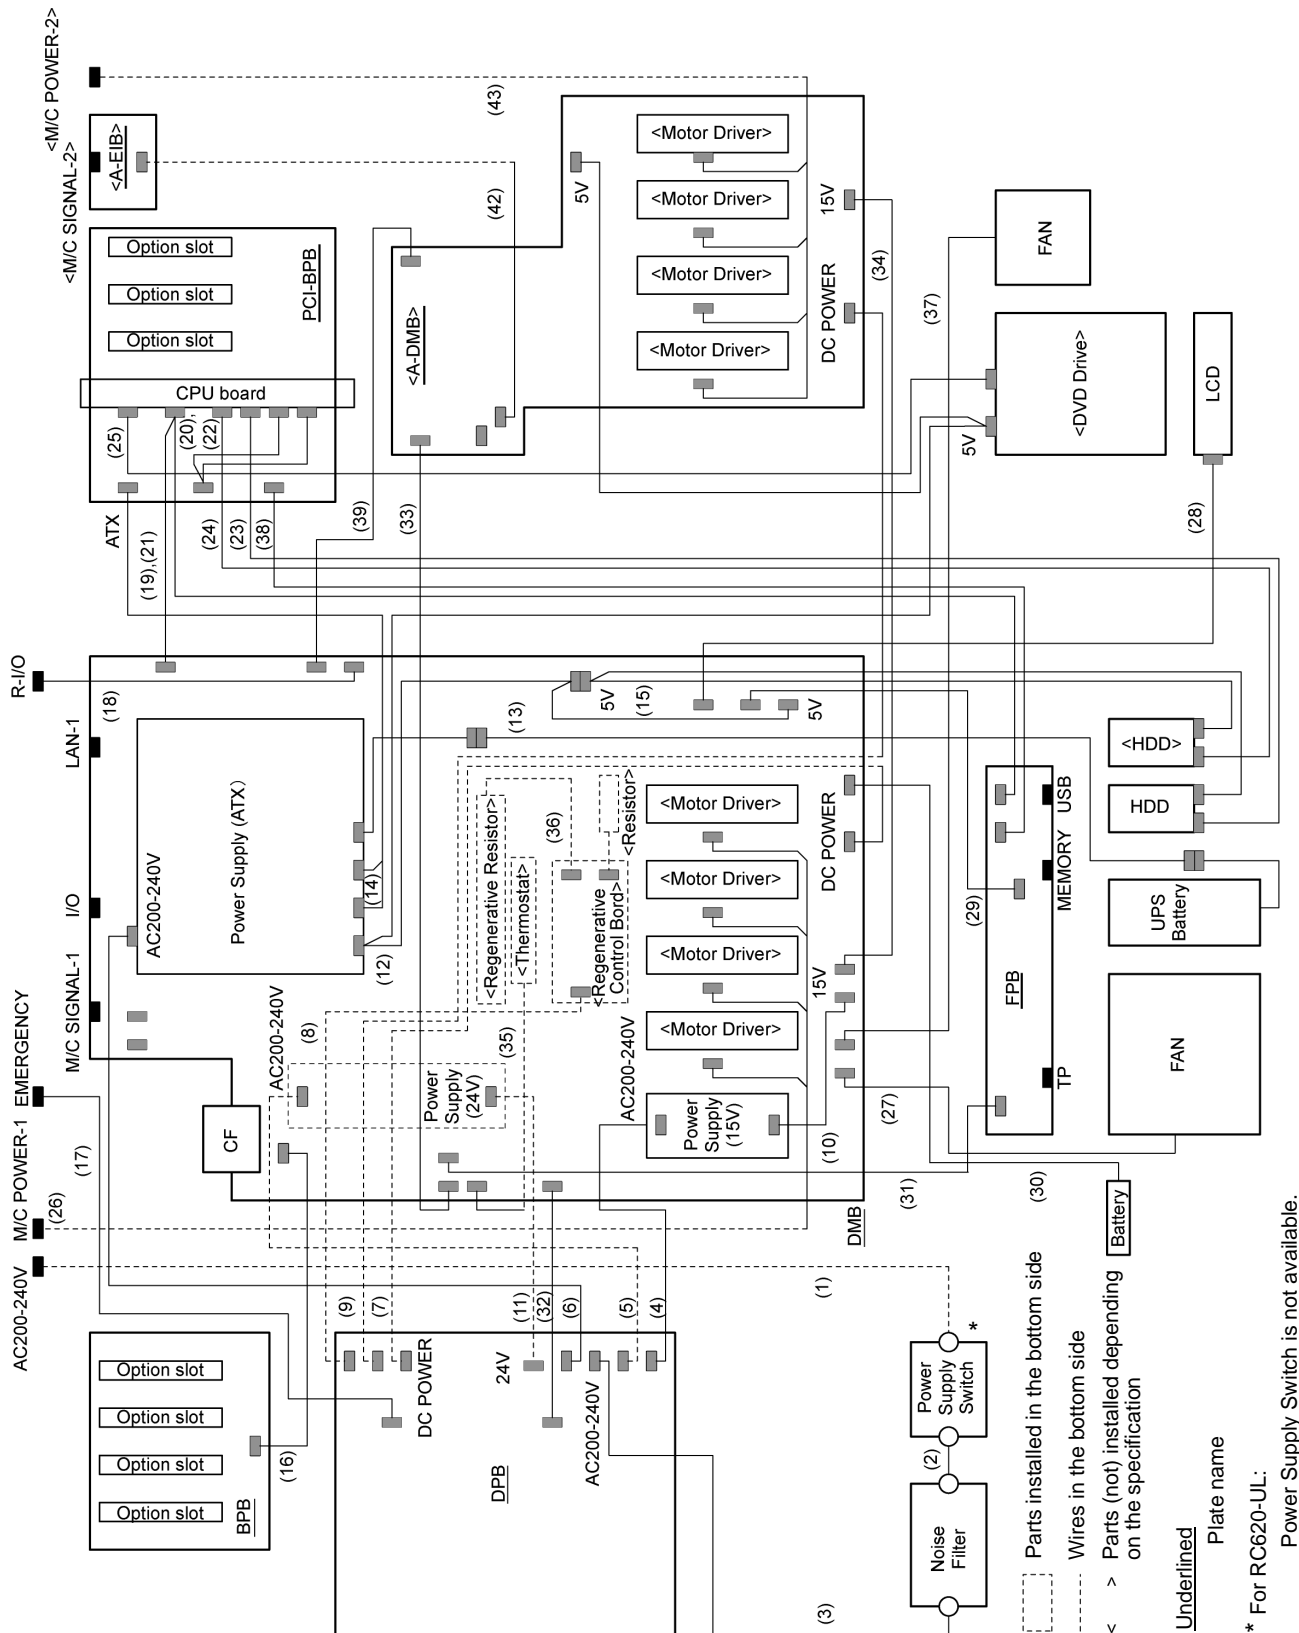 <M/C POWER-2>
<M/C SIGNAL-2>
<A-EIB>
(43)
(42)
<Motor Driver>
<Motor Driver>
<Motor Driver>
<Motor Driver>
5V
15V
DC POWER
(34)
Option slot
Option slot
Option slot
PCI-BPB
CPU board
<A-DMB>
(25)
(20),
(22)
ATX
(19),(21)
(24)
(23)
(38)
(39)
(33)
(37)
FAN
<DVD Drive>
5V
LCD
(28)
R-I/O
(18)
LAN-1
I/O
M/C SIGNAL-1
EMERGENCY
M/C POWER-1
AC200-240V
(17)
(26)
AC200-240V
Power Supply (ATX)
(14)
(12)
(13)
5V
(15)
5V
<Regenerative Resistor>
<Thermostat>
(36)
<Resistor>
<Regenerative
Control Bord>
(8)
(35)
AC200-240V
Power
Supply
(24V)
CF
<Motor Driver>
<Motor Driver>
<Motor Driver>
<Motor Driver>
DC POWER
15V
AC200-240V
Power
Supply
(15V)
(10)
(27)
(31)
DMB
(29)
USB
MEMORY
FPB
TP
<HDD>
HDD
UPS
Battery
FAN
(30)
Battery
(9)
(7)
(11)
(32)
(6)
(5)
(4)
(1)
Option slot
Option slot
Option slot
Option slot
BPB
(16)
DC POWER
24V
AC200-240V
DPB
*
Power
Supply
Switch
(2)
Noise
Filter
(3)
Parts installed in the bottom side
Wires in the bottom side
< > Parts (not) installed depending
on the specification
Underlined
Plate name
* For RC620-UL:
Power Supply Switch is not available.